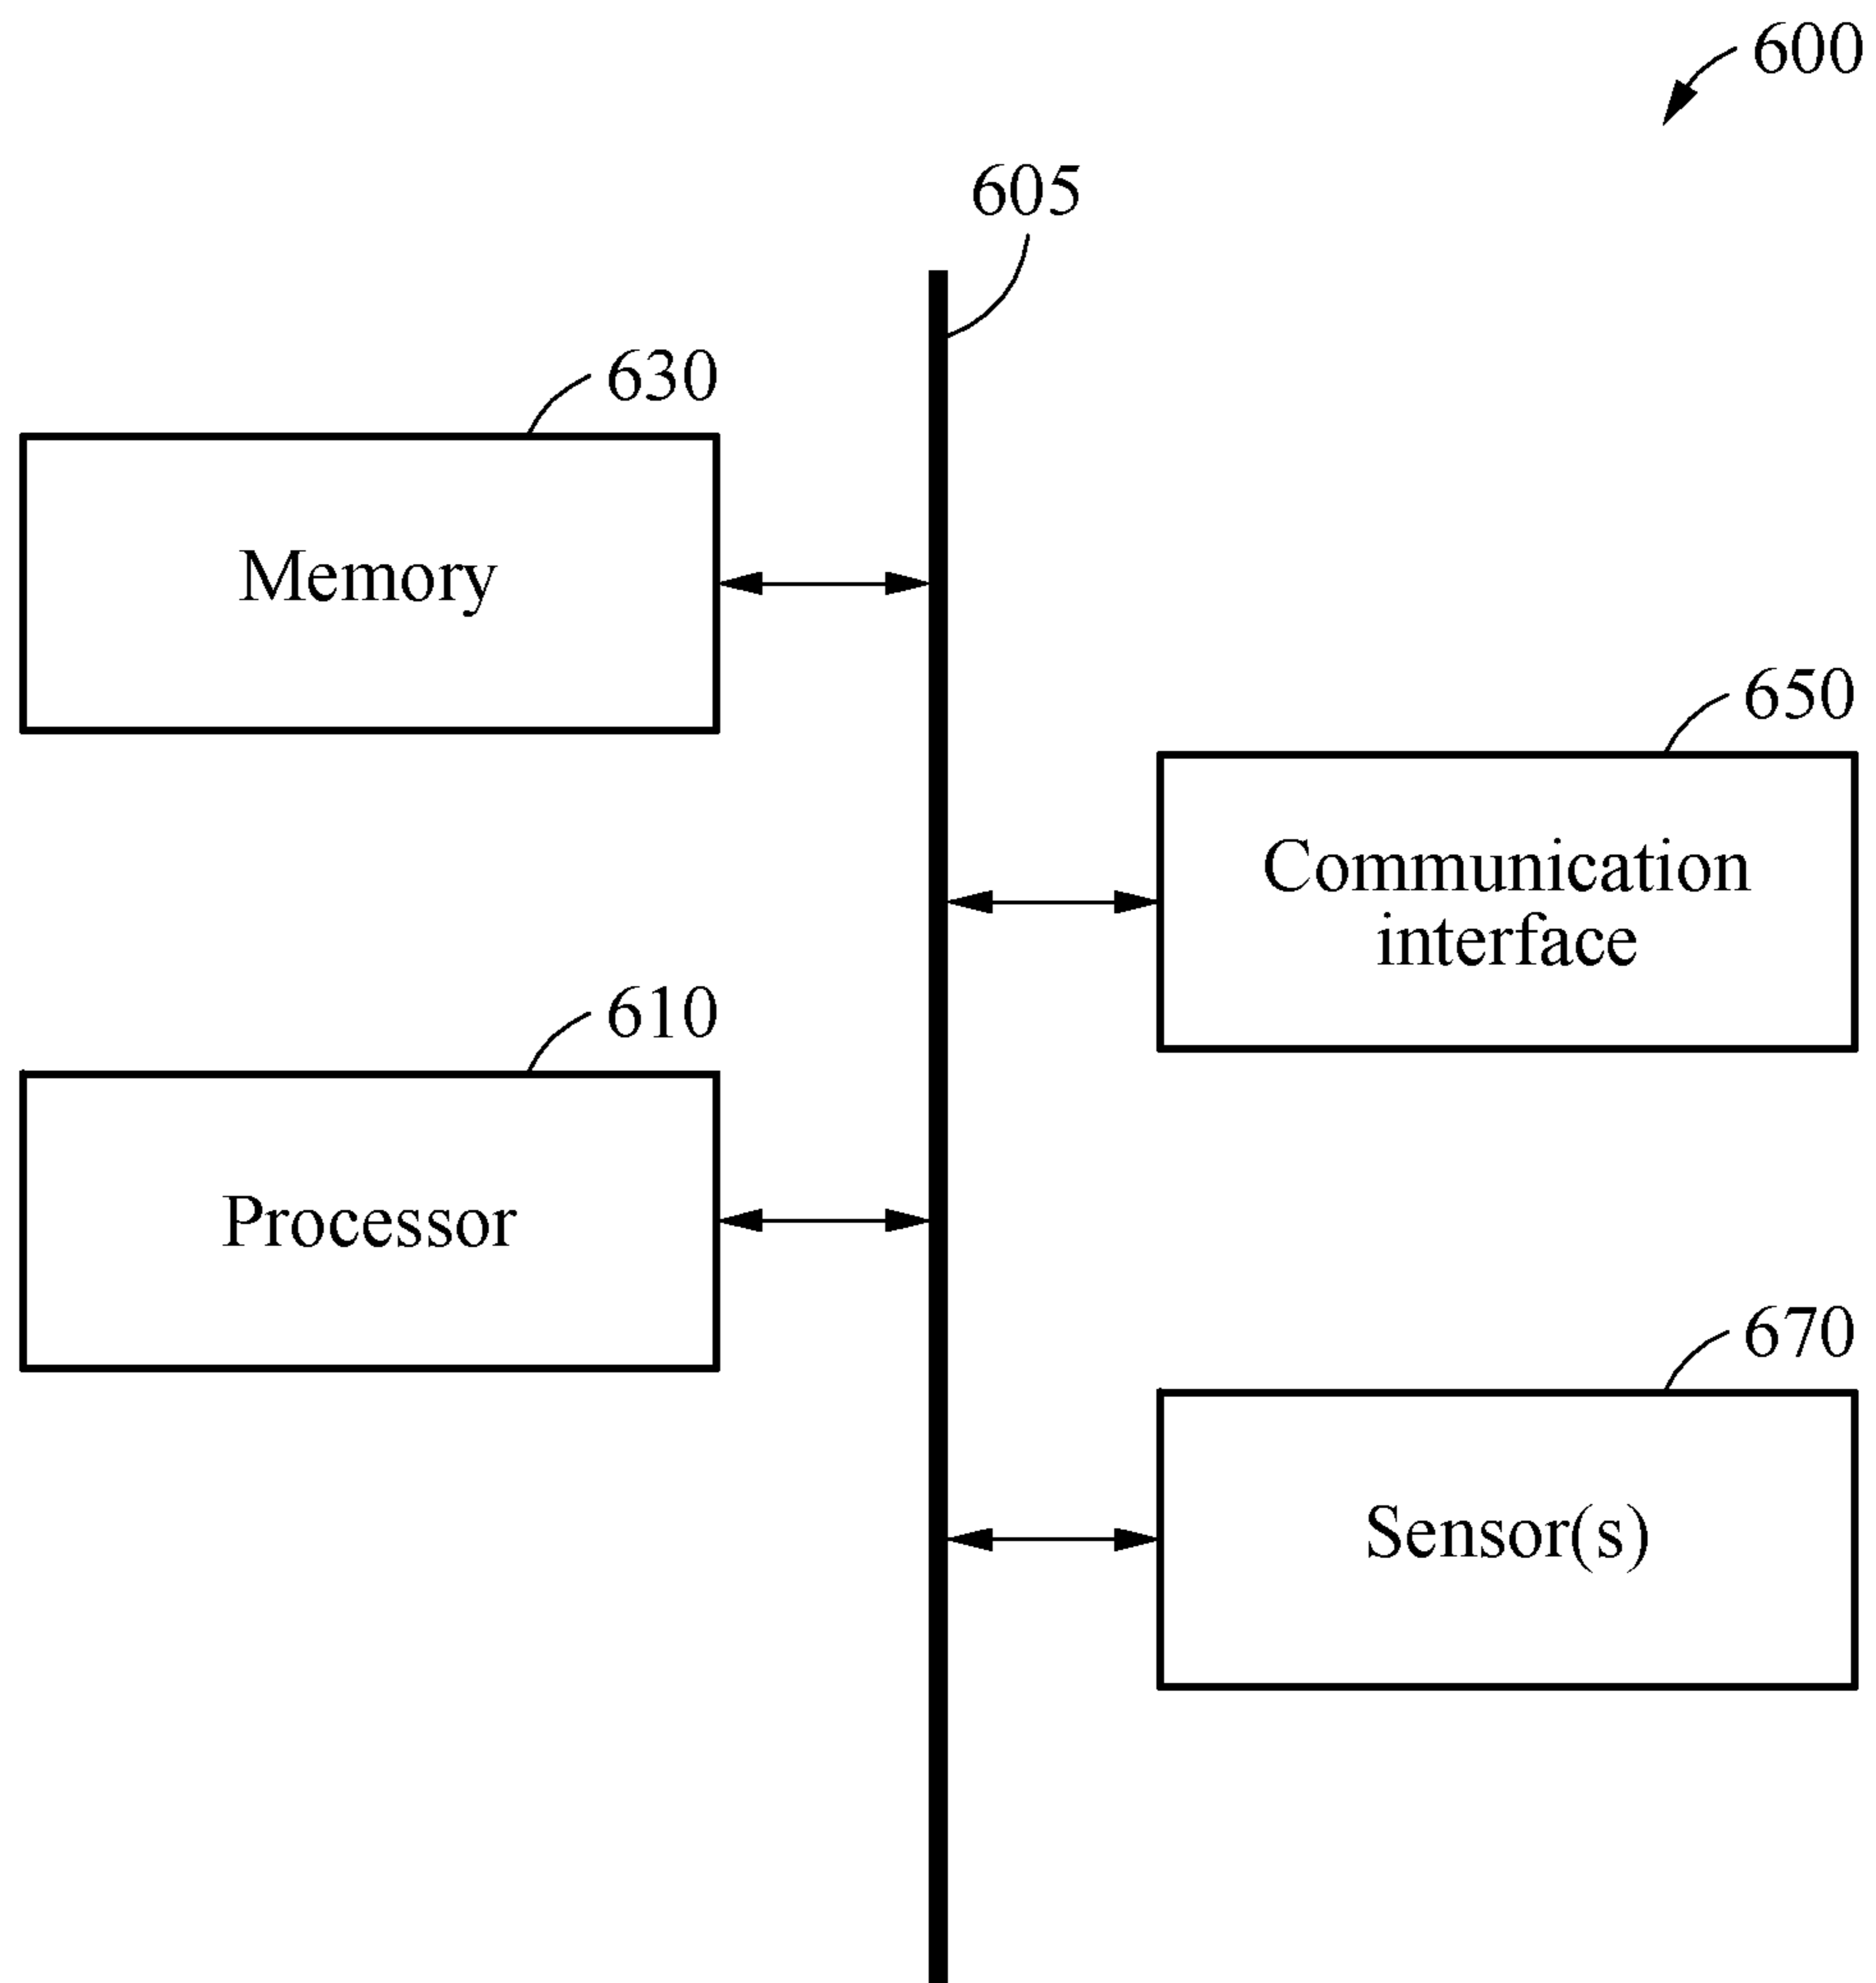 600
605
630
Memory
650
Communication
interface
610
Processor
670
Sensor(s)